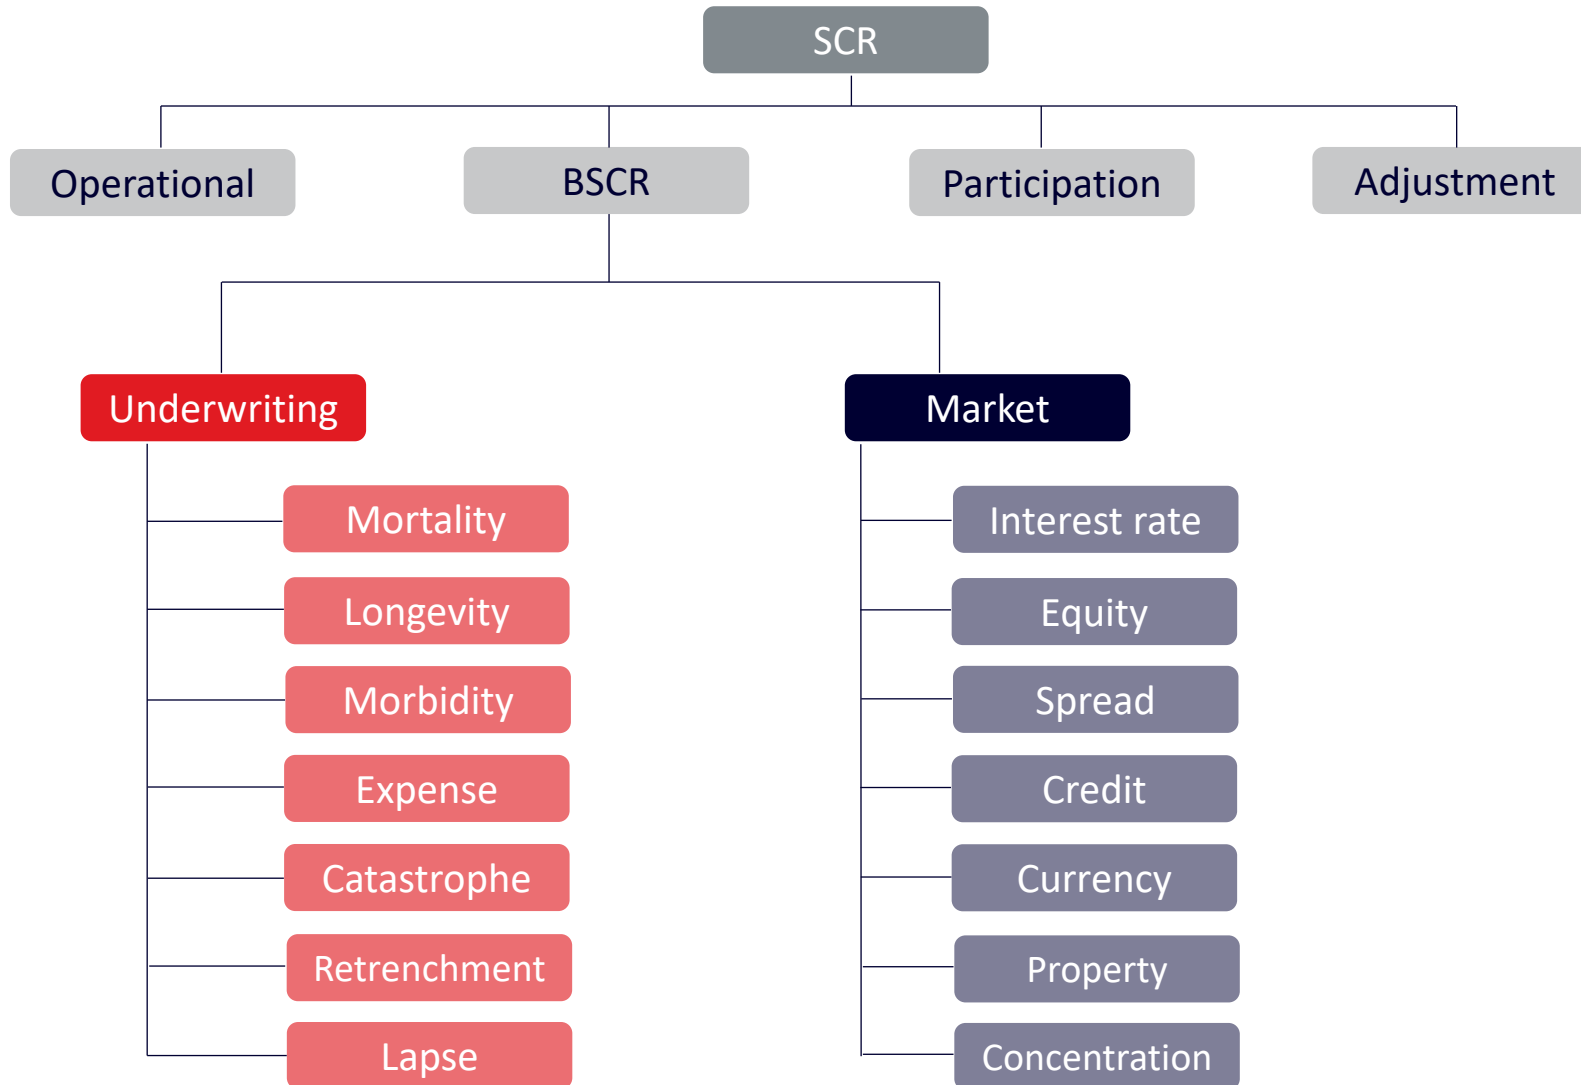 SCR
Operational
BSCR
Participation
Adjustment
Underwriting
Market
Mortality
Longevity
Morbidity
Expense
Catastrophe
Retrenchment
Lapse
Interest rate
Equity
Spread
Credit
Currency
Property
Concentration